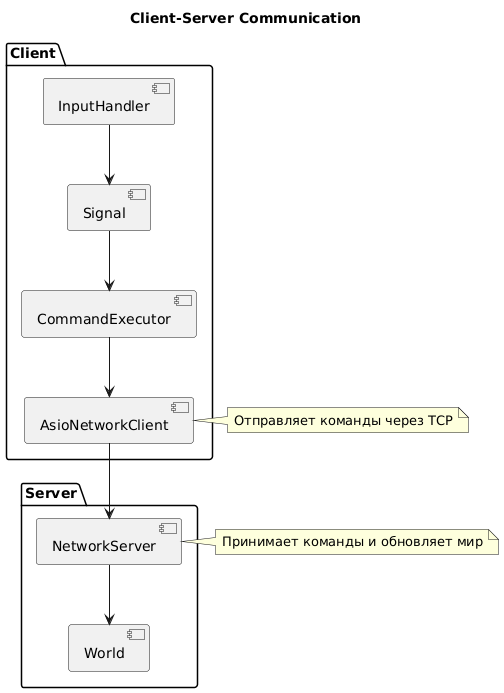 Client-Server Communication
Client
InputHandler
Signal
CommandExecutor
AsioNetworkClient
Отправляет команды через TCP
Server
NetworkServer
Принимает команды и обновляет мир
World